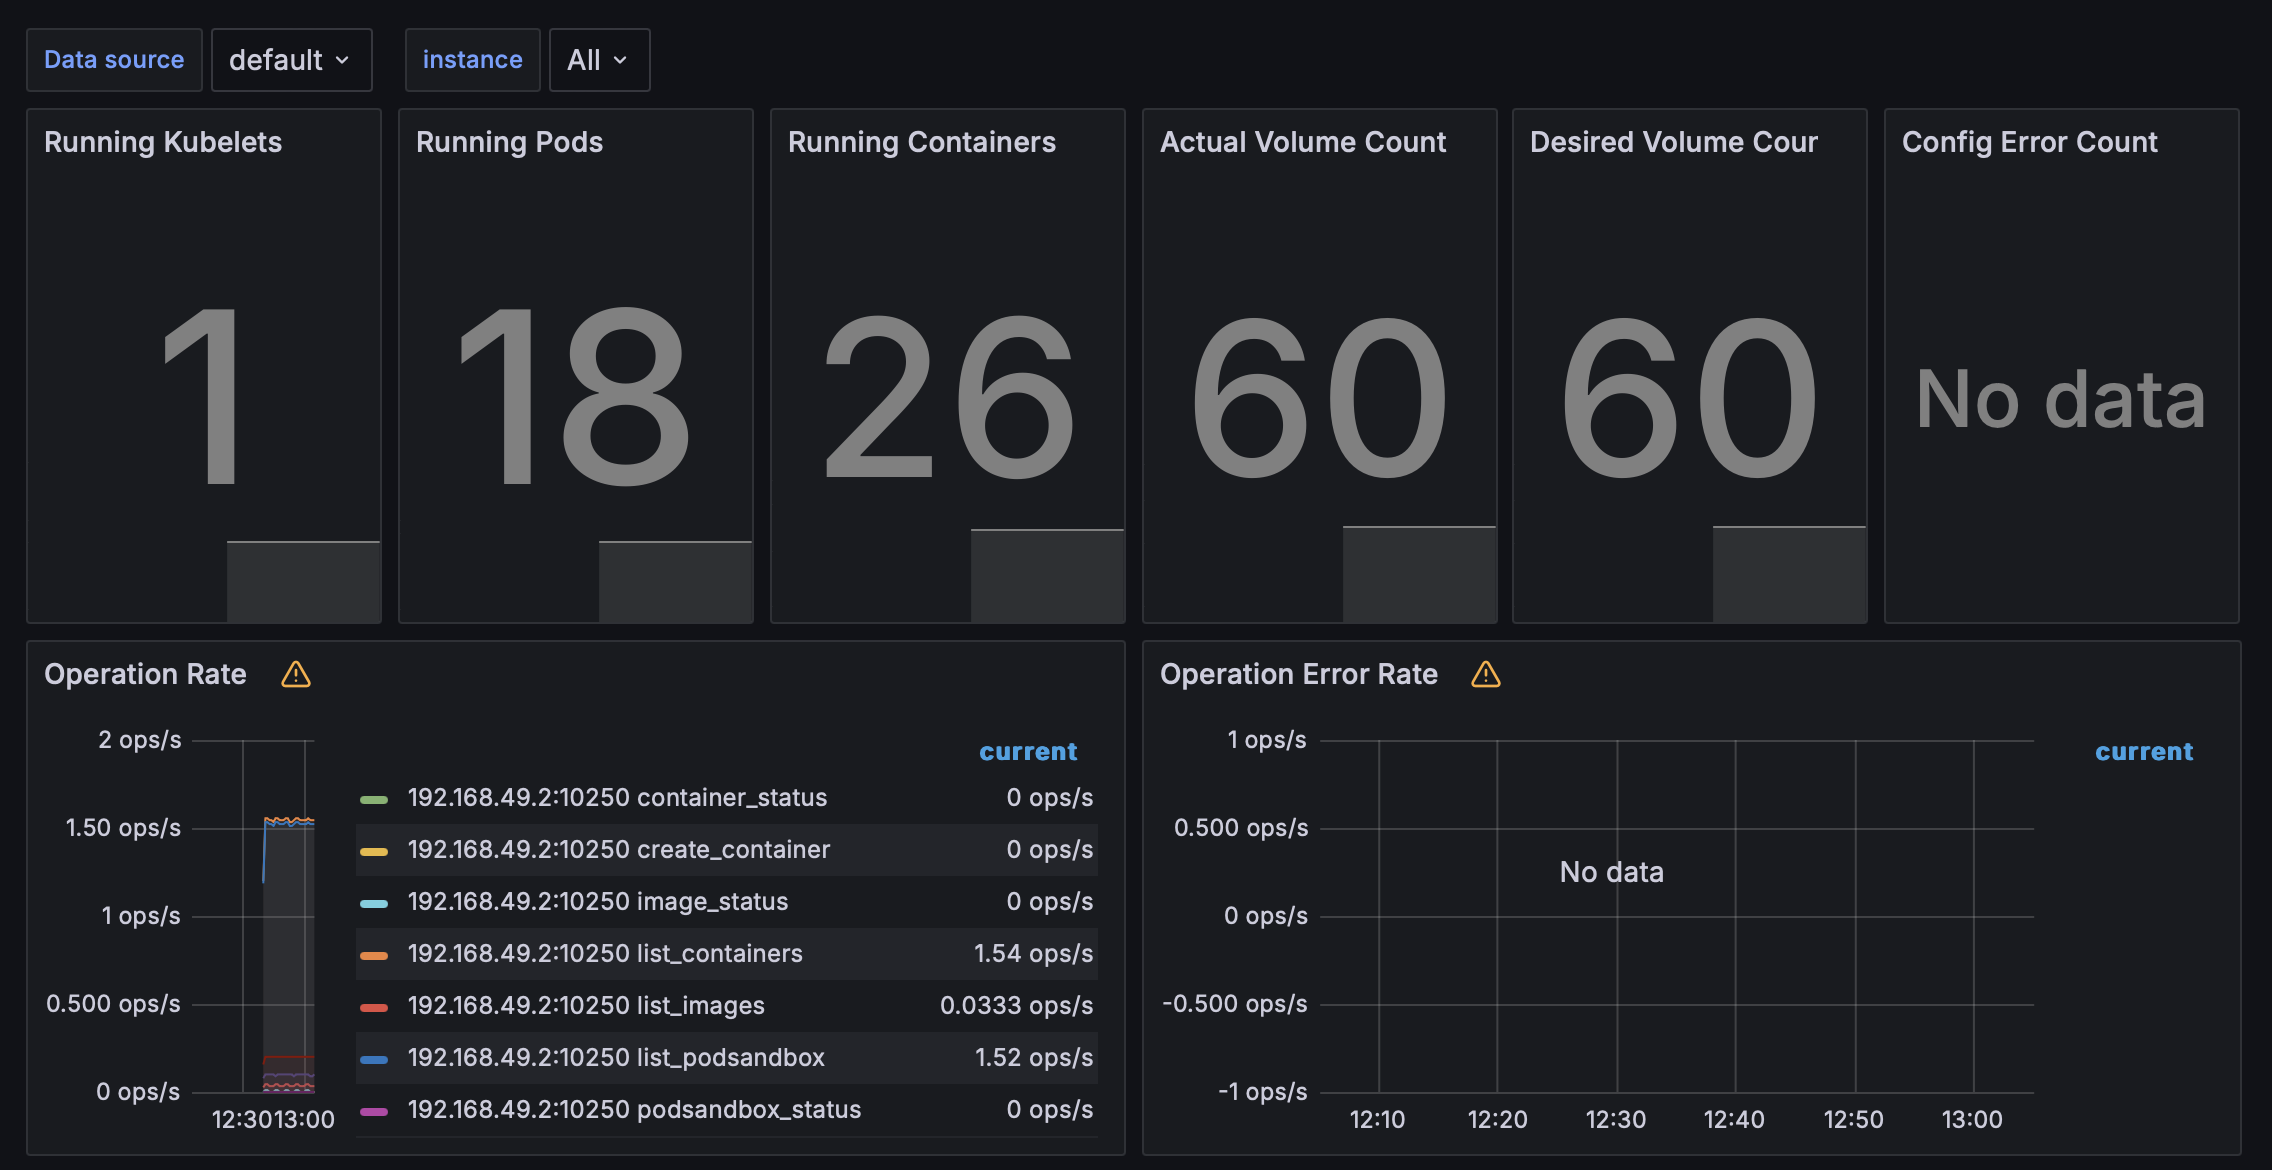 Data source default instance All
Running Kubelets
1
Running Pods
18
Running Containers
26
Actual Volume Count
60
Desired Volume Cour
60
Config Error Count
No data
Operation Rate
2 ops/s
1.50 ops/s
1 ops/s
0.500 ops/s
0 ops/s
12:30 13:00
current
192.168.49.2:10250 container_status 0 ops/s
192.168.49.2:10250 create_container 0 ops/s
192.168.49.2:10250 image_status 0 ops/s
192.168.49.2:10250 list_containers 1.54 ops/s
192.168.49.2:10250 list_images 0.0333 ops/s
192.168.49.2:10250 list_podsandbox 1.52 ops/s
192.168.49.2:10250 podsandbox_status 0 ops/s
Operation Error Rate
1 ops/s
0.500 ops/s
0 ops/s
-0.500 ops/s
-1 ops/s
No data
12:10 12:20 12:30 12:40 12:50 13:00
current